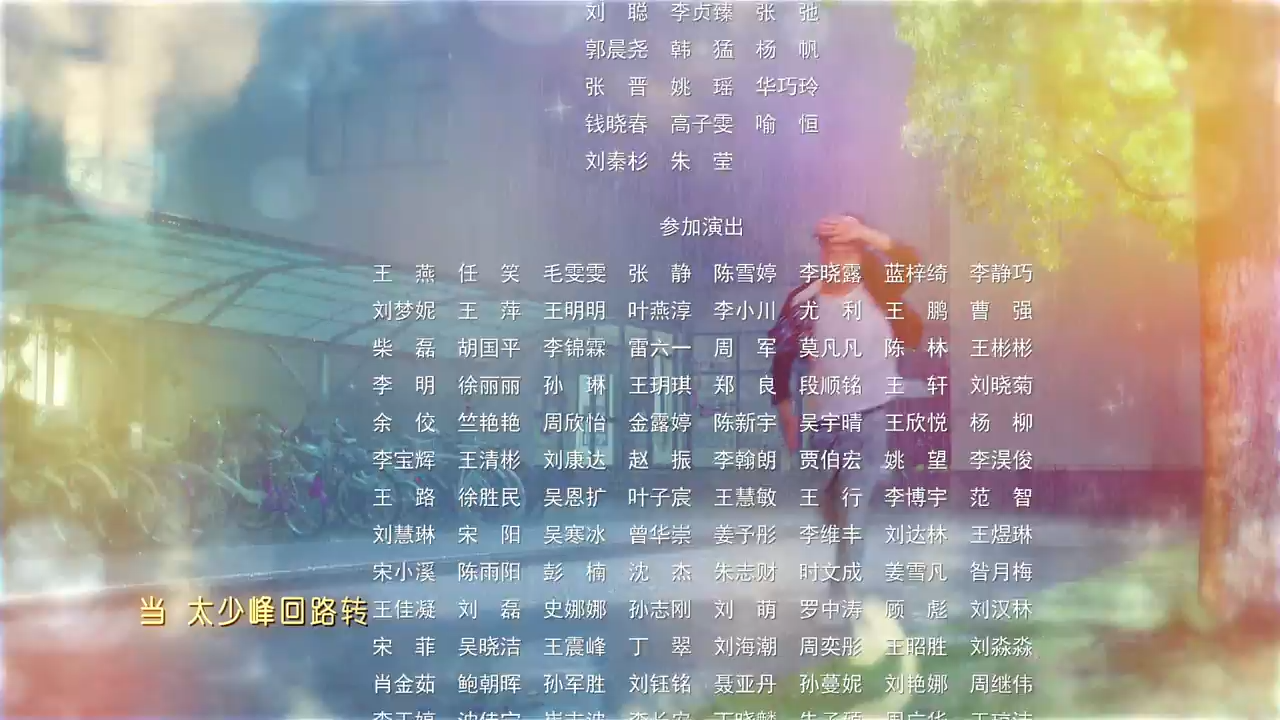 刘 聪 李贞臻 张 弛
郭晨尧 韩 猛 杨 帆
张 晋 姚 瑶 华巧玲
钱晓春 高子雯 喻 恒
刘秦杉 朱 莹
参加演出
王 燕 任 笑 毛雯雯 张 静 陈雪婷 李晓露 蓝梓绮 李静巧
刘梦妮 王 萍 王明明 叶燕淳 李小川 尤 利 王 鹏 曹 强
柴 磊 胡国平 李锦霖 雷六一 周 军 莫凡凡 陈 林 王彬彬
李 明 徐丽丽 孙 琳 王玥琪 郑 良 段顺铭 王 轩 刘晓菊
余 佼 竺艳艳 周欣怡 金露婷 陈新宇 吴宇晴 王欣悦 杨 柳
李宝辉 王清彬 刘康达 赵 振 李翰朗 贾伯宏 姚 望 李淏俊
王 路 徐胜民 吴恩扩 叶子宸 王慧敏 王 行 李博宇 范 智
刘慧琳 宋 阳 吴寒冰 曾华崇 姜予彤 李维丰 刘达林 王煜琳
宋小溪 陈雨阳 彭 楠 沈 杰 朱志财 时文成 姜雪凡 昝月梅
王佳凝 刘 磊 史娜娜 孙志刚 刘 萌 罗中涛 顾 彪 刘汉秝
当 太少峰回路转
宋 菲 吴晓洁 王震峰 丁 翠 刘海潮 周奕彤 王昭胜 刘淼淼
肖金茹 鲍朝晖 孙军胜 刘钰铭 聂亚丹 孙蔓妮 刘艳娜 周继伟